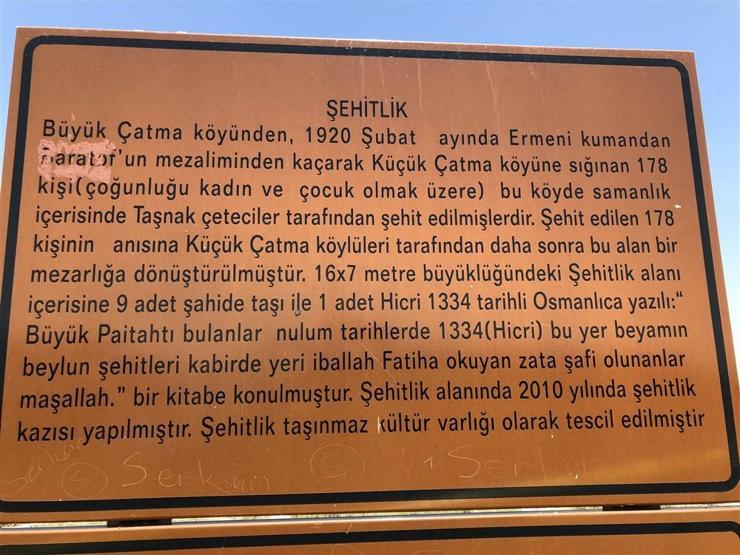 ŞEHİTLİK
Büyük Çatma köyünden, 1920 Şubat ayında Ermeni kumandan
Baratof'un mezaliminden kaçarak Küçük Çatma köyüne sığınan 178
kişi(çoğunluğu kadın ve çocuk olmak üzere) bu köyde samanlık
içerisinde Taşnak çeteciler tarafından şehit edilmişlerdir. Şehit edilen 178
kişinin anısına Küçük Çatma köylüleri tarafından daha sonra bu alan bir
mezarlığa dönüştürülmüştür. 16x7 metre büyüklüğündeki Şehitlik alanı
içerisine 9 adet şahide taşı ile 1 adet Hicri 1334 tarihli Osmanlıca yazılı:“
Büyük Paitahtı bulanlar nulum tarihlerde 1334(Hicri) bu yer beyamın
beylun şehitleri kabirde yeri iballah Fatiha okuyan zata şafi olunanlar
maşallah.” bir kitabe konulmuştur. Şehitlik alanında 2010 yılında şehitlik
kazısı yapılmıştır. Şehitlik taşınmaz kültür varlığı olarak tescil edilmiştir
Serkan S Serkan S Serkan